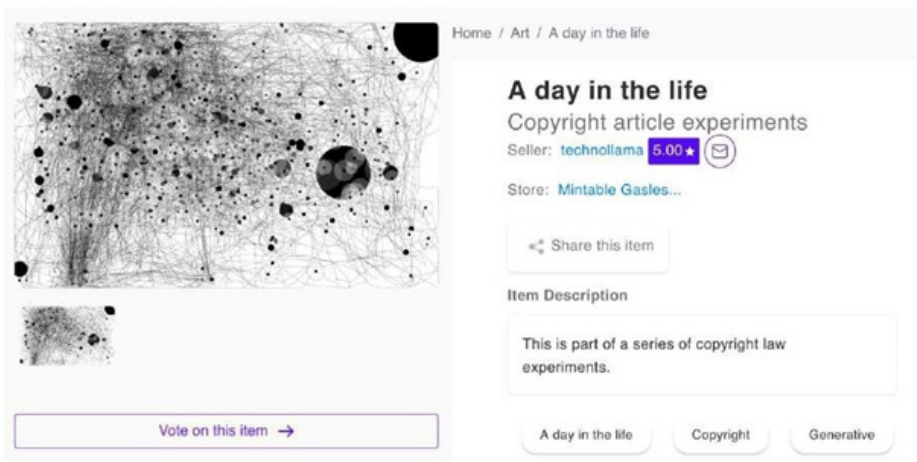 Home / Art / A day in the life
A day in the life
Copyright article experiments
Seller: technollama 5.00★
Store: Mintable Gasles...
Share this item
Item Description
This is part of a series of copyright law
experiments.
Vote on this item →
A day in the life Copyright Generative